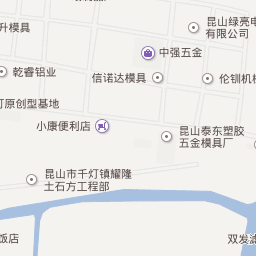 昆山绿亮电
有限公司
升模具
中强五金
乾睿铝业
信诺达模具
伦钏机械
灯原创型基地
小康便利店
昆山泰东塑胶
五金模具厂
昆山市千灯镇耀隆
土石方工程部
饭店
双发滤